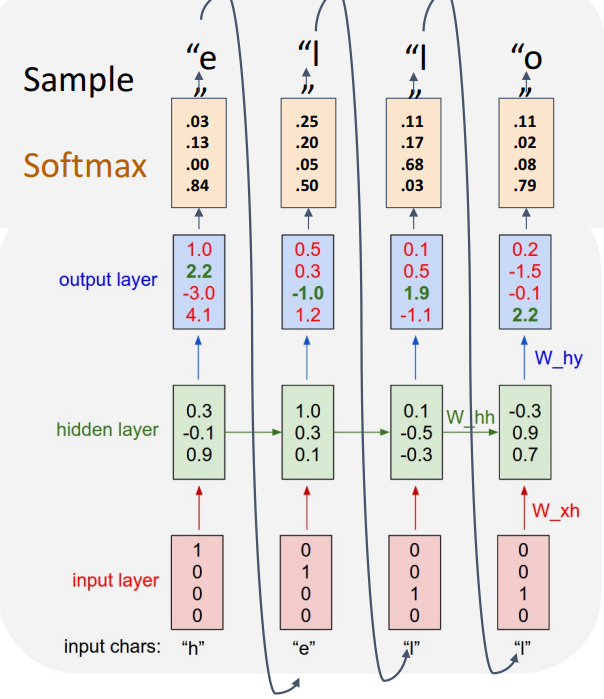 Sample “e” “l” “l” “o”
Softmax
.03 .25 .11 .11
.13 .20 .17 .02
.00 .05 .68 .08
.84 .50 .03 .79
output layer
1.0 0.5 0.1 0.2
2.2 0.3 0.5 -1.5
-3.0 -1.0 1.9 -0.1
4.1 1.2 -1.1 2.2
W_hy
hidden layer
0.3 1.0 0.1 -0.3
-0.1 0.3 -0.5 0.9
0.9 0.1 -0.3 0.7
W_hh
W_xh
input layer
1 0 0 0
0 1 0 0
0 0 1 1
0 0 0 0
input chars: “h” “e” “l” “l”